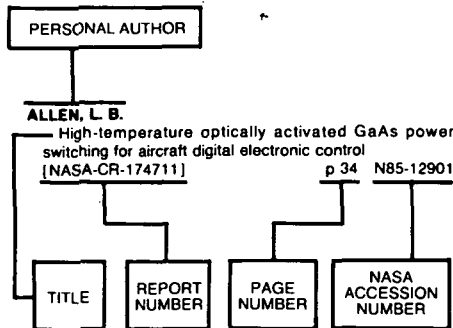 PERSONAL AUTHOR
ALLEN, L. B.
High-temperature optically activated GaAs power
switching for aircraft digital electronic control
[NASA-CR-174711] p 34 N85-12901
TITLE
REPORT
NUMBER
PAGE
NUMBER
NASA
ACCESSION
NUMBER